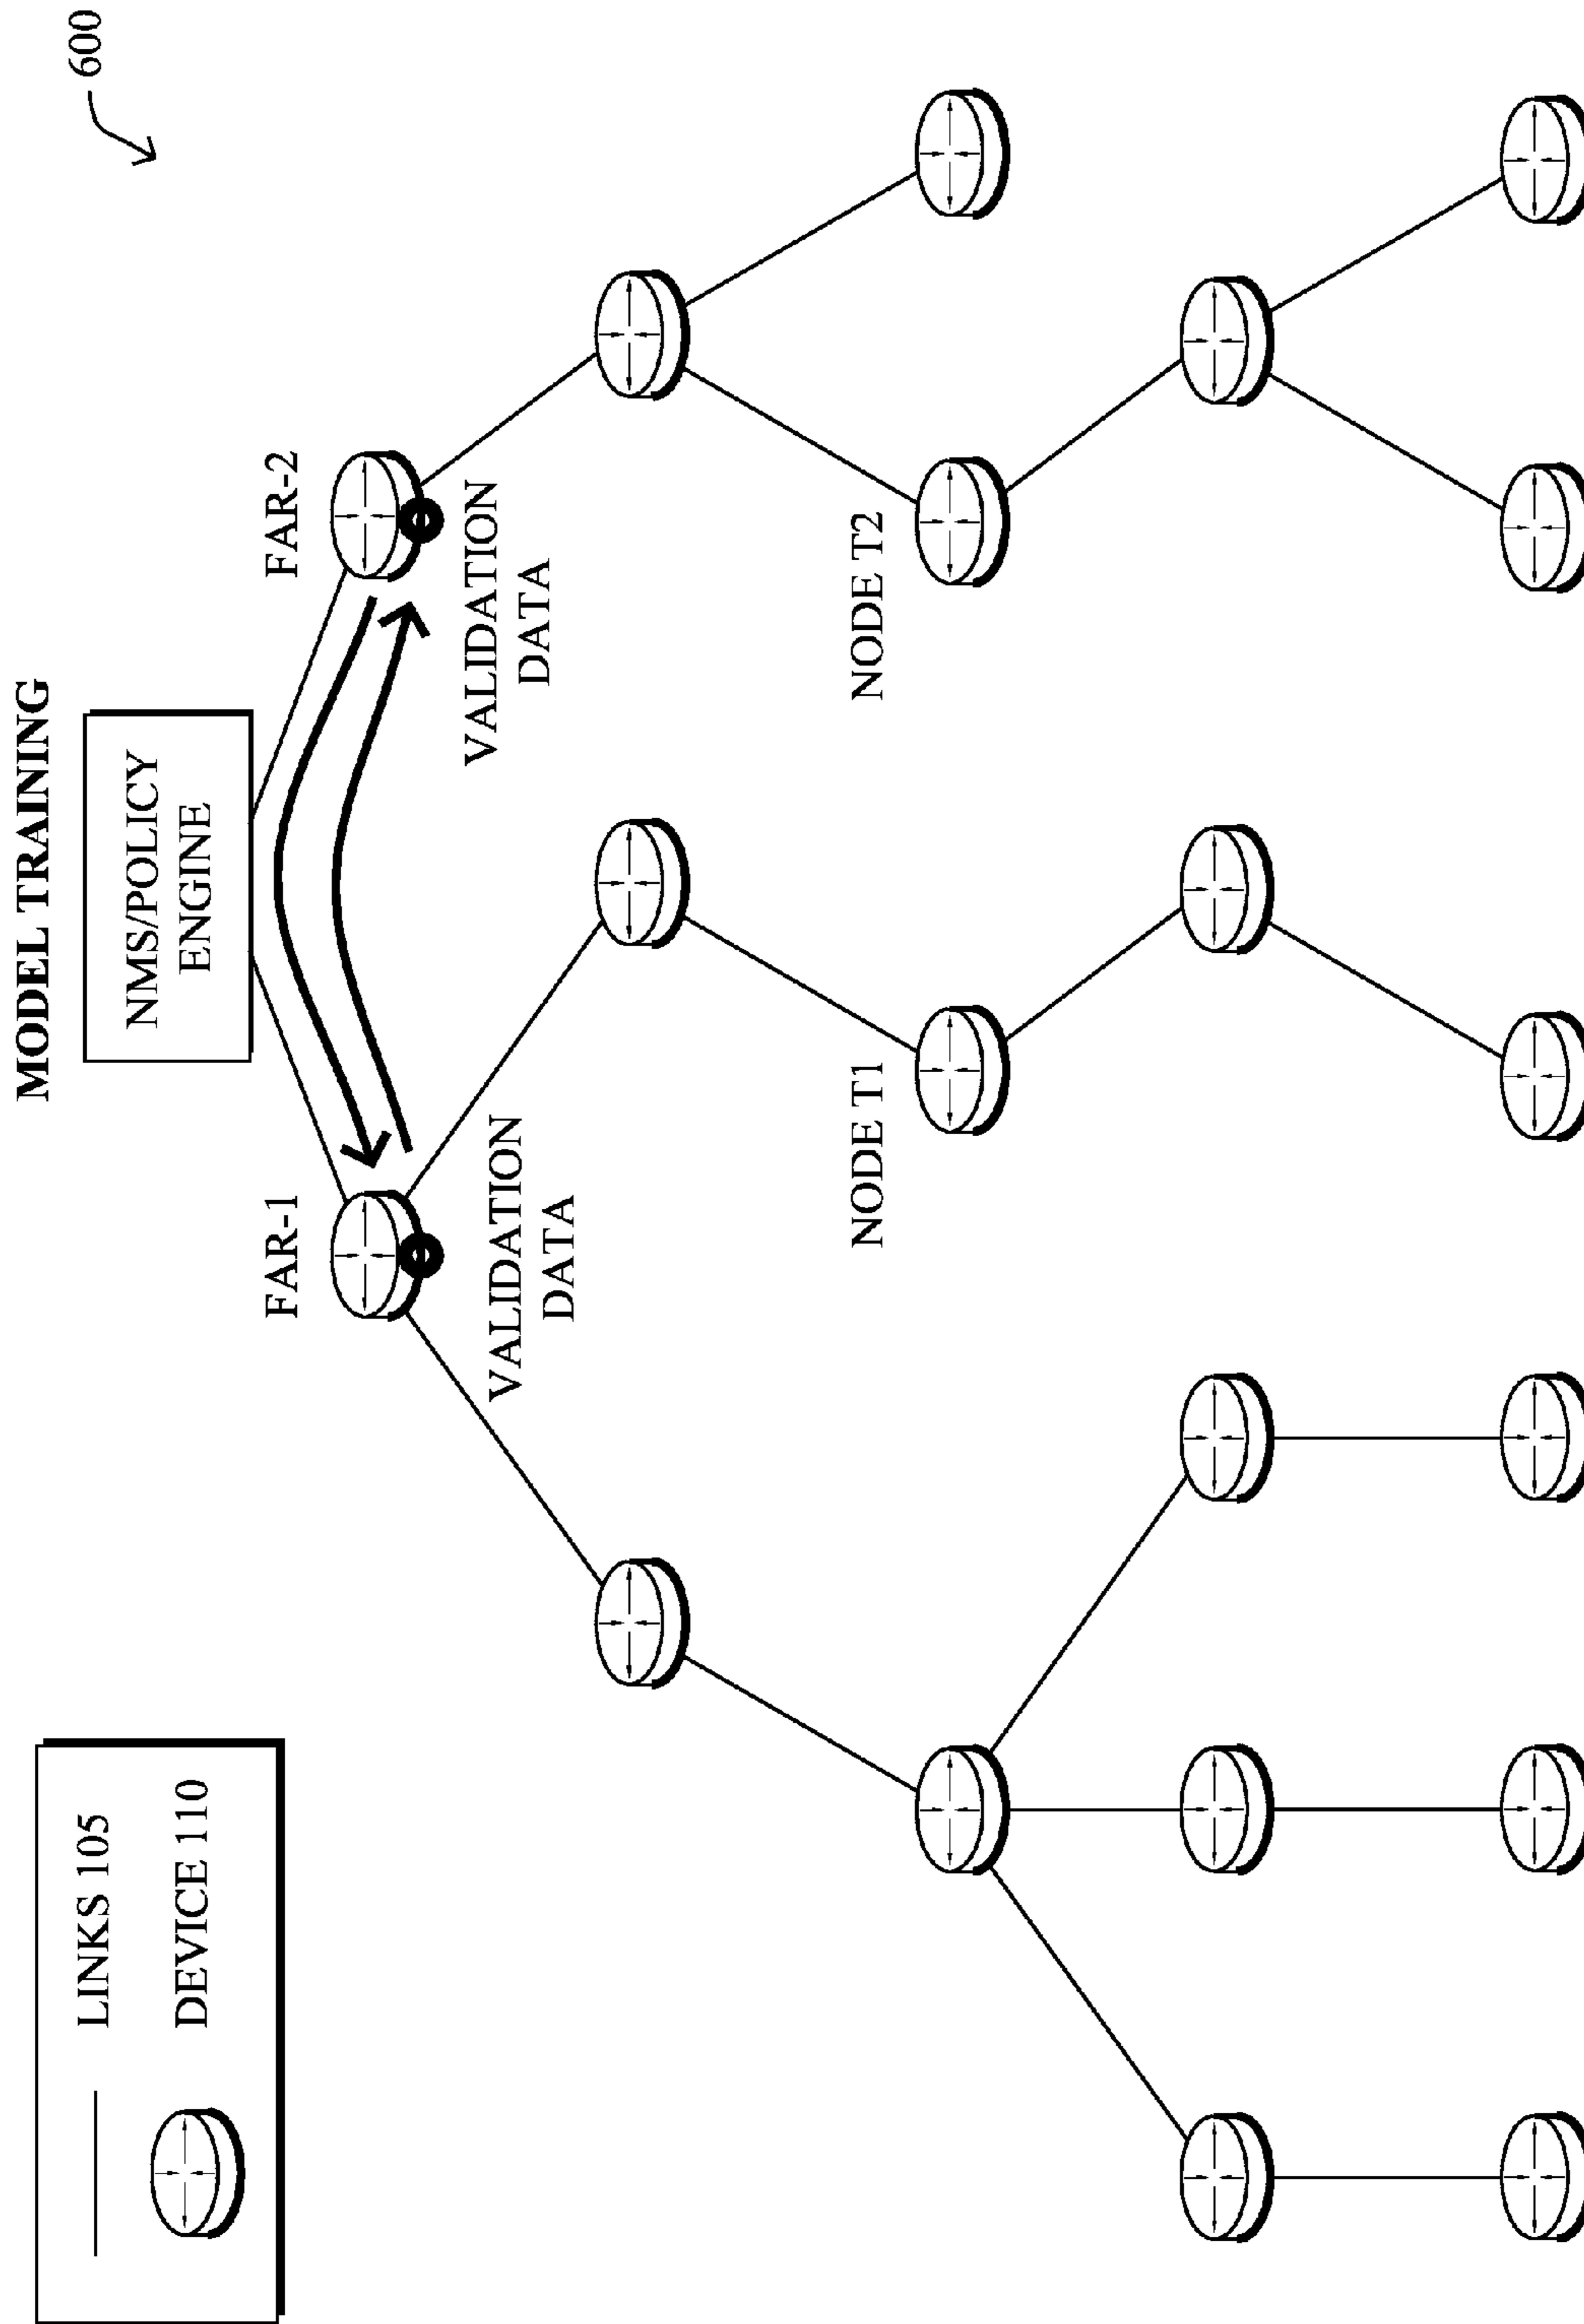 MODEL TRAINING
600
LINKS 105
DEVICE 110
NMS/POLICY
ENGINE
FAR-1
FAR-2
VALIDATION
DATA
VALIDATION
DATA
NODE T1
NODE T2